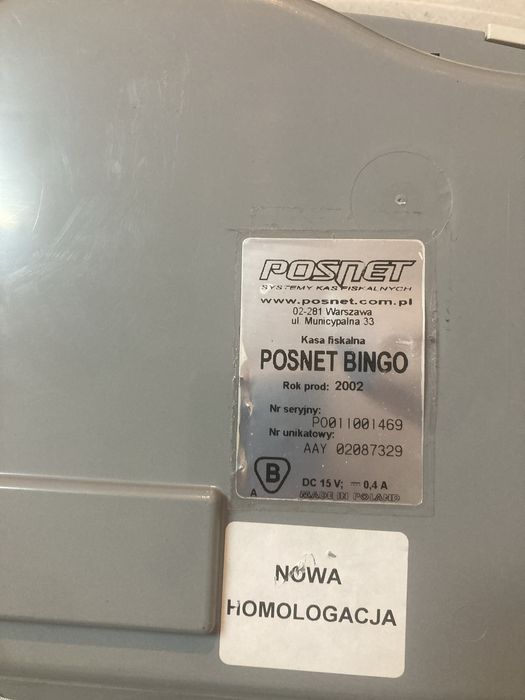 POSNET
SYSTEMY KAS FISKALNYCH
www.posnet.com.pl
02-281 Warszawa
ul. Municypalna 33
Kasa fiskalna
POSNET BINGO
Rok prod: 2002
Nr seryjny:
PO011001469
Nr unikatowy:
AAY 02087329
B
A
DC 15 V; ⎓ 0,4 A
MADE IN POLAND
NOWA
HOMOLOGACJA